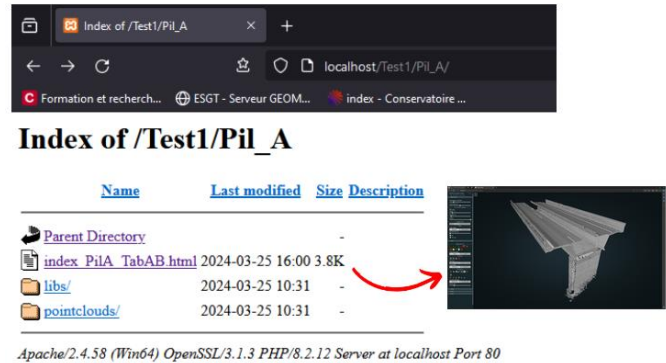 Index of /Test1/Pil_A
localhost/Test1/Pil_A/
C Formation et recherch... ESGT - Serveur GEOM... index - Conservatoire ...
Index of /Test1/Pil_A
Name Last modified Size Description
Parent Directory -
index_PilA_TabAB.html 2024-03-25 16:00 3.8K
libs/ 2024-03-25 10:31 -
pointclouds/ 2024-03-25 10:31 -
Apache/2.4.58 (Win64) OpenSSL/3.1.3 PHP/8.2.12 Server at localhost Port 80